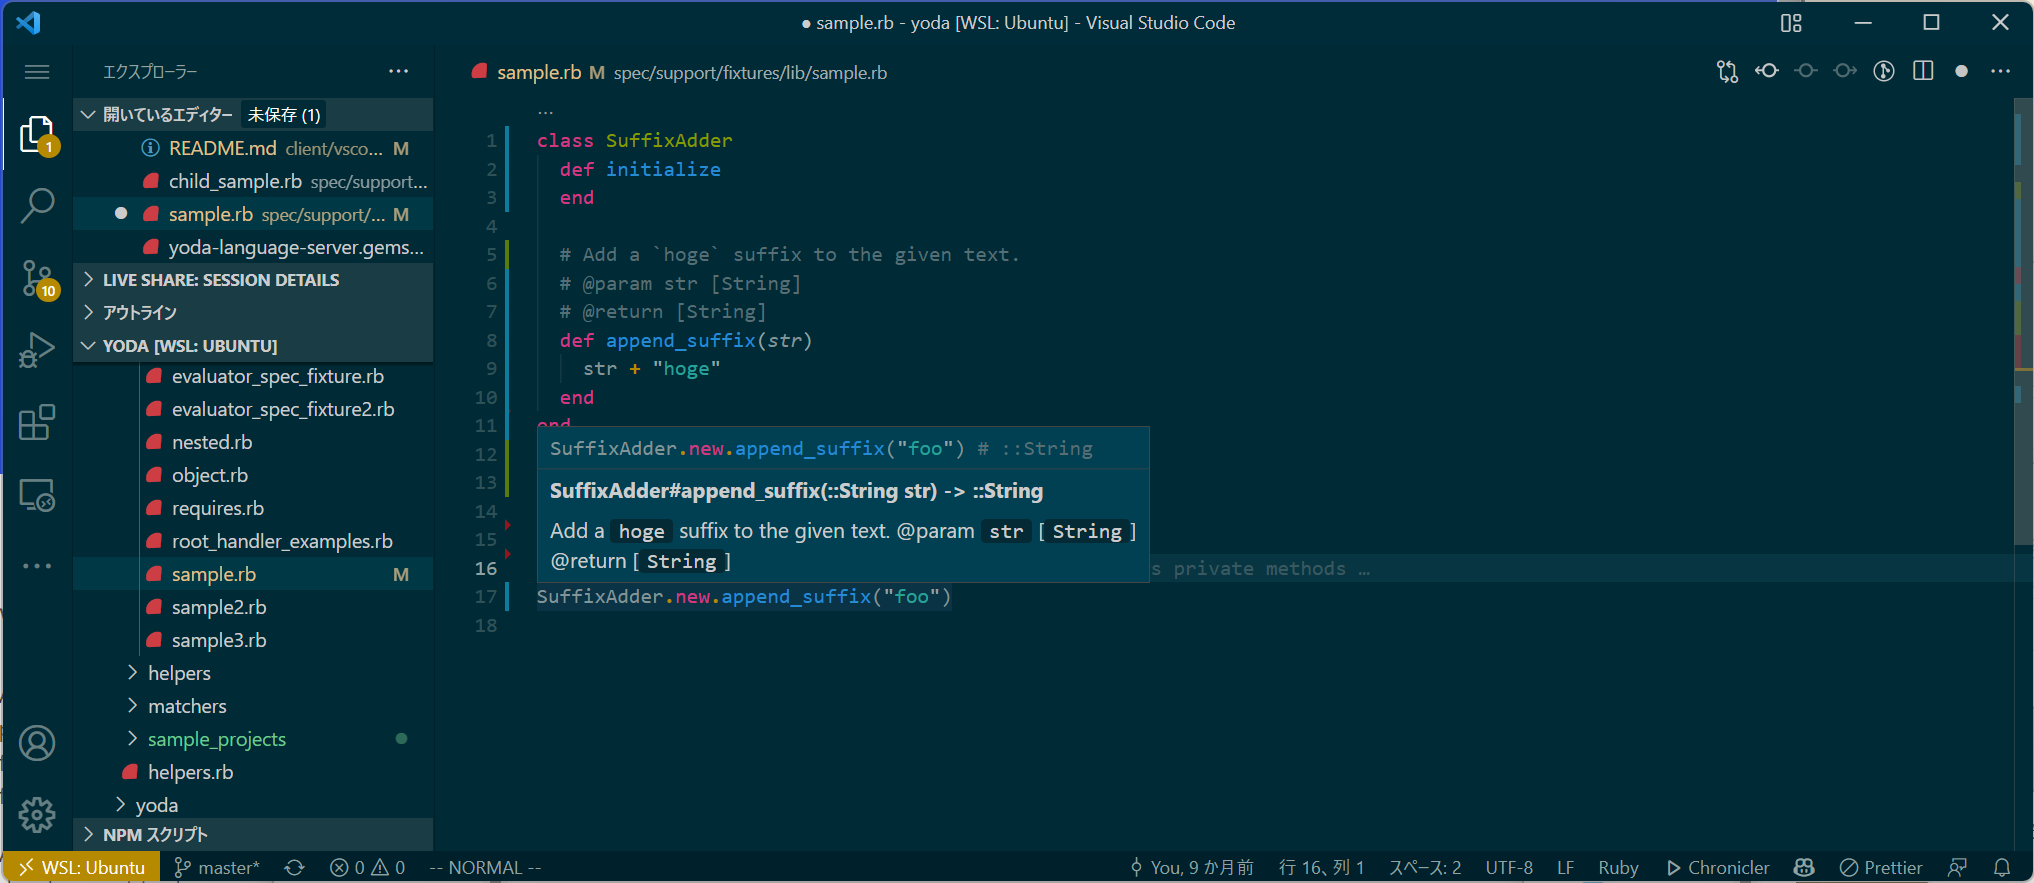 ● sample.rb - yoda [WSL: Ubuntu] - Visual Studio Code
エクスプローラー
開いているエディター 未保存 (1)
README.md client/vsco... M
child_sample.rb spec/support...
sample.rb spec/support/... M
yoda-language-server.gems...
LIVE SHARE: SESSION DETAILS
アウトライン
YODA [WSL: UBUNTU]
evaluator_spec_fixture.rb
evaluator_spec_fixture2.rb
nested.rb
object.rb
requires.rb
root_handler_examples.rb
sample.rb M
sample2.rb
sample3.rb
helpers
matchers
sample_projects
helpers.rb
yoda
NPM スクリプト
1
10
sample.rb M spec/support/fixtures/lib/sample.rb
...
1 class SuffixAdder
2 def initialize
3 end
4
5 # Add a `hoge` suffix to the given text.
6 # @param str [String]
7 # @return [String]
8 def append_suffix(str)
9 str + "hoge"
10 end
11 end
12
13
14
15
16 s private methods …
17 SuffixAdder.new.append_suffix("foo")
18
SuffixAdder.new.append_suffix("foo") # ::String
SuffixAdder#append_suffix(::String str) -> ::String
Add a hoge suffix to the given text. @param str [ String ]
@return [ String ]
WSL: Ubuntu master* 0 0 -- NORMAL -- You, 9 か月前 行 16、列 1 スペース: 2 UTF-8 LF Ruby Chronicler Prettier